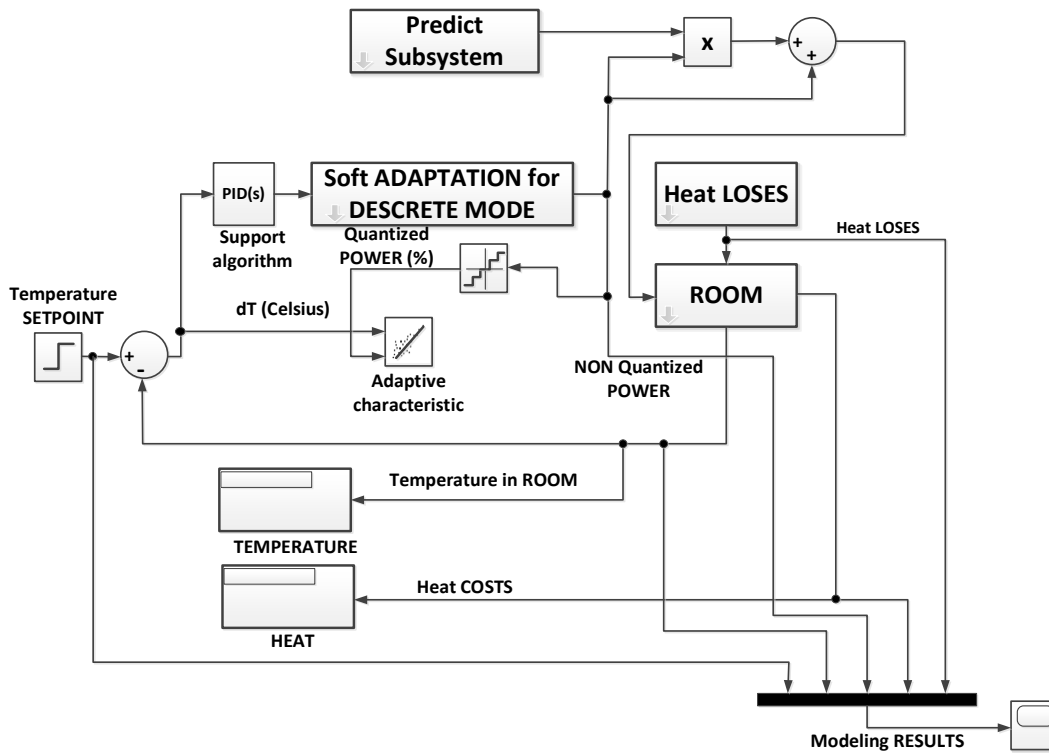 Predict
Subsystem
x
+
+
PID(s)
Soft ADAPTATION for
DESCRETE MODE
Heat LOSES
Support
algorithm
Quantized
POWER (%)
Heat LOSES
ROOM
Temperature
SETPOINT
dT (Celsius)
+
-
Adaptive
characteristic
NON Quantized
POWER
Temperature in ROOM
TEMPERATURE
Heat COSTS
HEAT
Modeling RESULTS